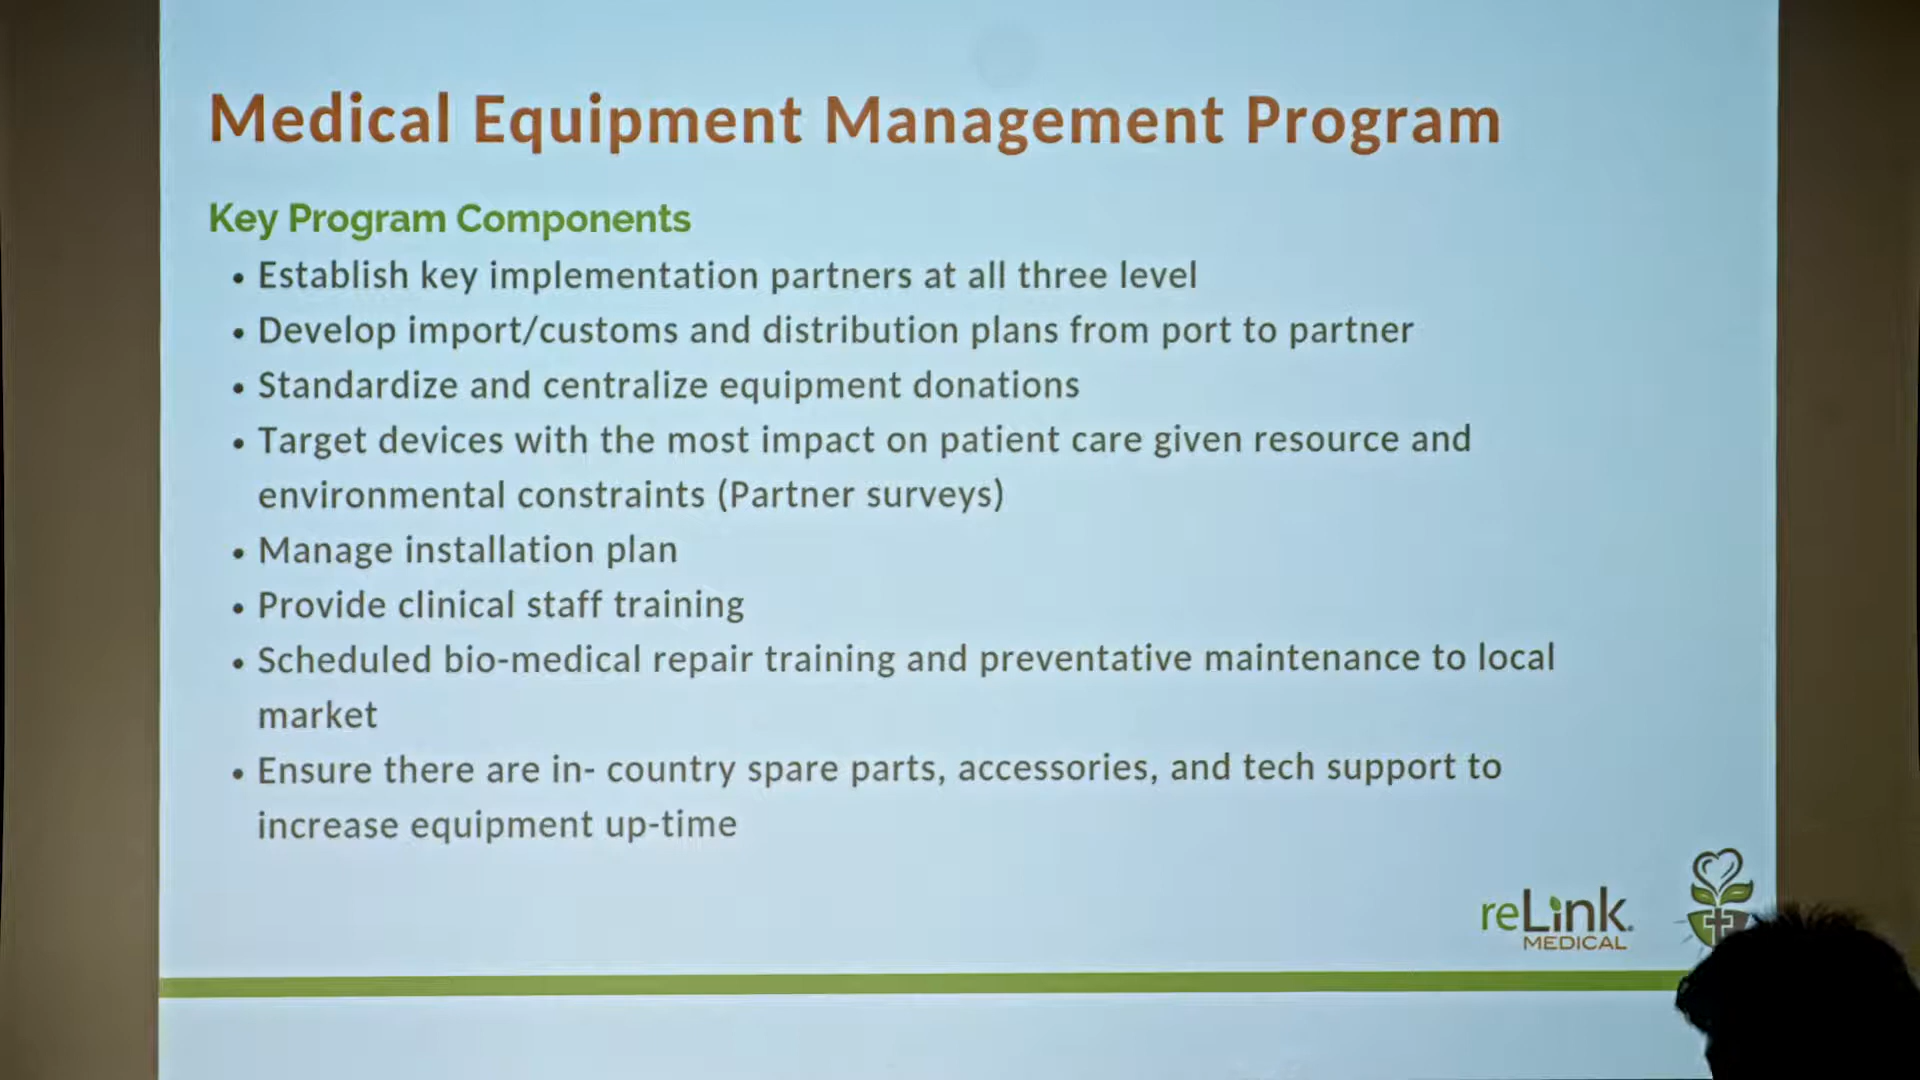 Medical Equipment Management Program
Key Program Components
• Establish key implementation partners at all three level
• Develop import/customs and distribution plans from port to partner
• Standardize and centralize equipment donations
• Target devices with the most impact on patient care given resource and
environmental constraints (Partner surveys)
• Manage installation plan
• Provide clinical staff training
• Scheduled bio-medical repair training and preventative maintenance to local
market
• Ensure there are in- country spare parts, accessories, and tech support to
increase equipment up-time
reLink.
MEDICAL